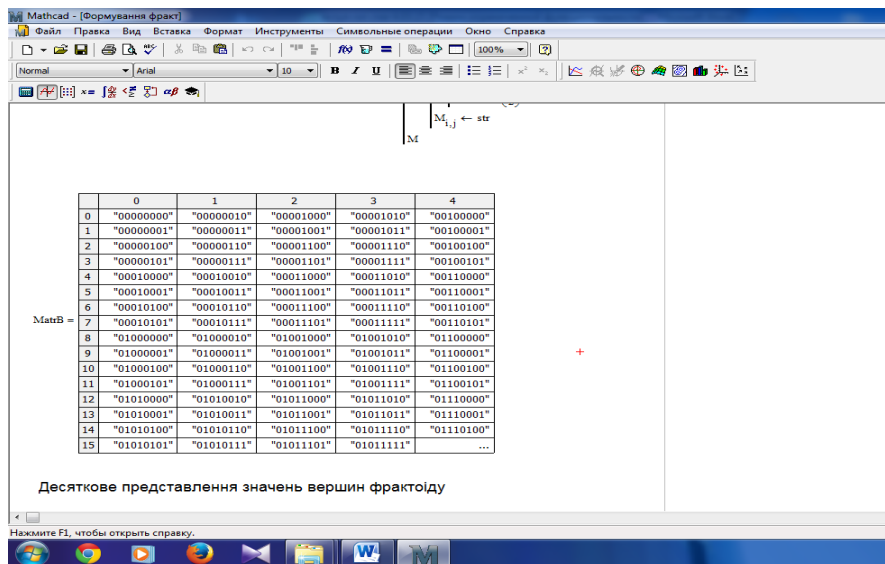 Mathcad - [Формування фракт]
Файл Правка Вид Вставка Формат Инструменты Символьные операции Окно Справка
100%
Normal Arial 10 B I U
M i,j ← str
M
0 1 2 3 4
0 "00000000" "00000010" "00001000" "00001010" "00100000"
1 "00000001" "00000011" "00001001" "00001011" "00100001"
2 "00000100" "00000110" "00001100" "00001110" "00100100"
3 "00000101" "00000111" "00001101" "00001111" "00100101"
4 "00010000" "00010010" "00011000" "00011010" "00110000"
5 "00010001" "00010011" "00011001" "00011011" "00110001"
6 "00010100" "00010110" "00011100" "00011110" "00110100"
MatrB = 7 "00010101" "00010111" "00011101" "00011111" "00110101"
8 "01000000" "01000010" "01001000" "01001010" "01100000"
9 "01000001" "01000011" "01001001" "01001011" "01100001"
10 "01000100" "01000110" "01001100" "01001110" "01100100"
11 "01000101" "01000111" "01001101" "01001111" "01100101"
12 "01010000" "01010010" "01011000" "01011010" "01110000"
13 "01010001" "01010011" "01011001" "01011011" "01110001"
14 "01010100" "01010110" "01011100" "01011110" "01110100"
15 "01010101" "01010111" "01011101" "01011111" ...
Десяткове представлення значень вершин фрактоїду
Нажмите F1, чтобы открыть справку.